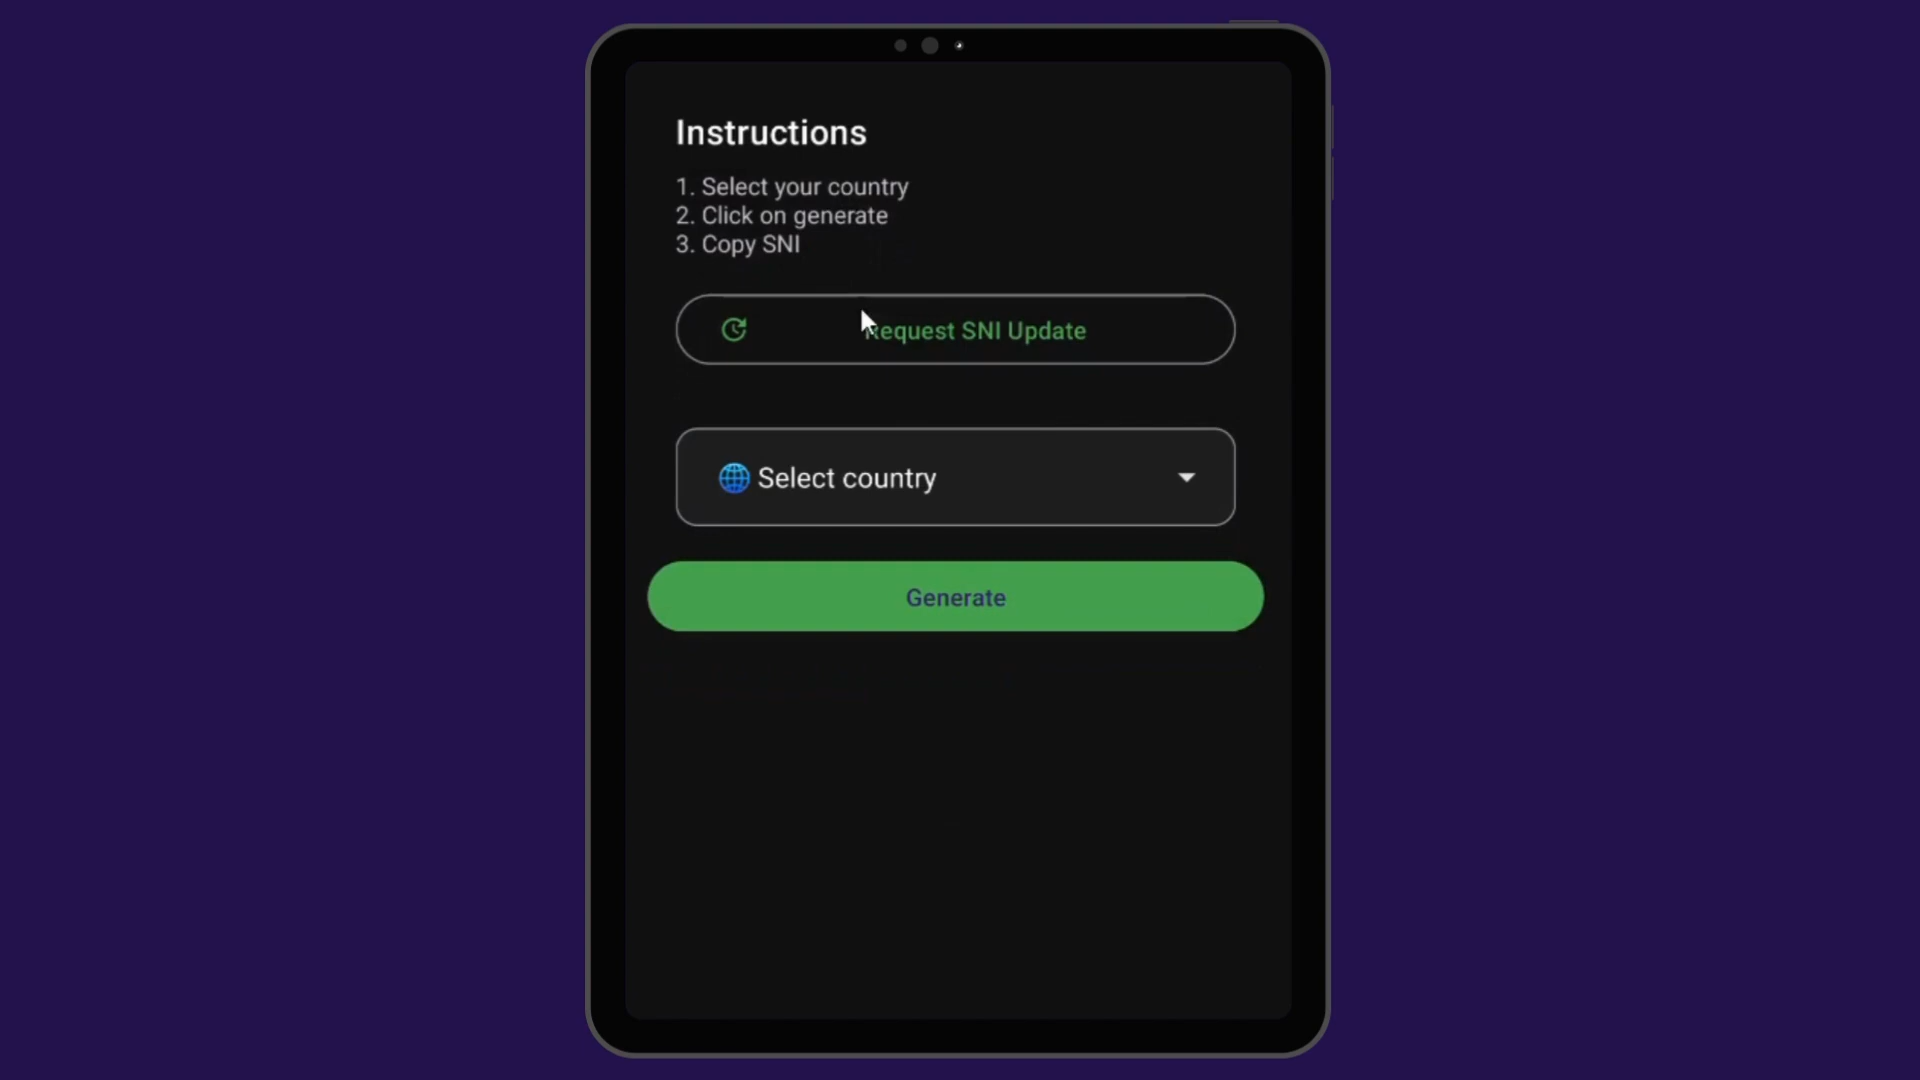 Instructions
1. Select your country
2. Click on generate
3. Copy SNI
Request SNI Update
Select country
Generate